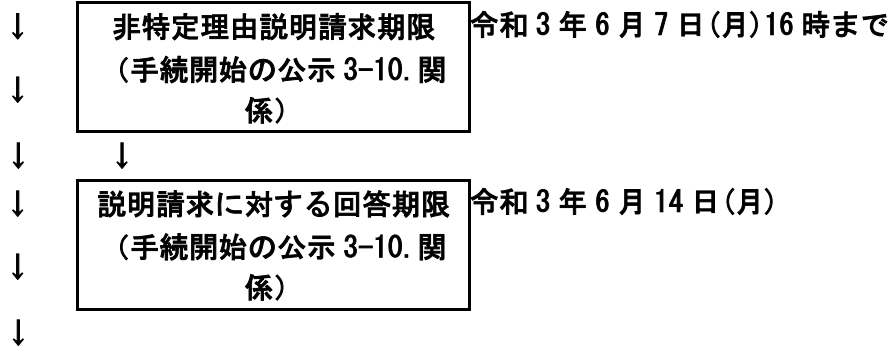 ↓ 非特定理由説明請求期限 令和3年6月7日(月)16時まで
（手続開始の公示 3-10.関
↓
係）
↓ ↓
↓ 説明請求に対する回答期限 令和3年6月14日(月)
（手続開始の公示 3-10.関
↓
係）
↓